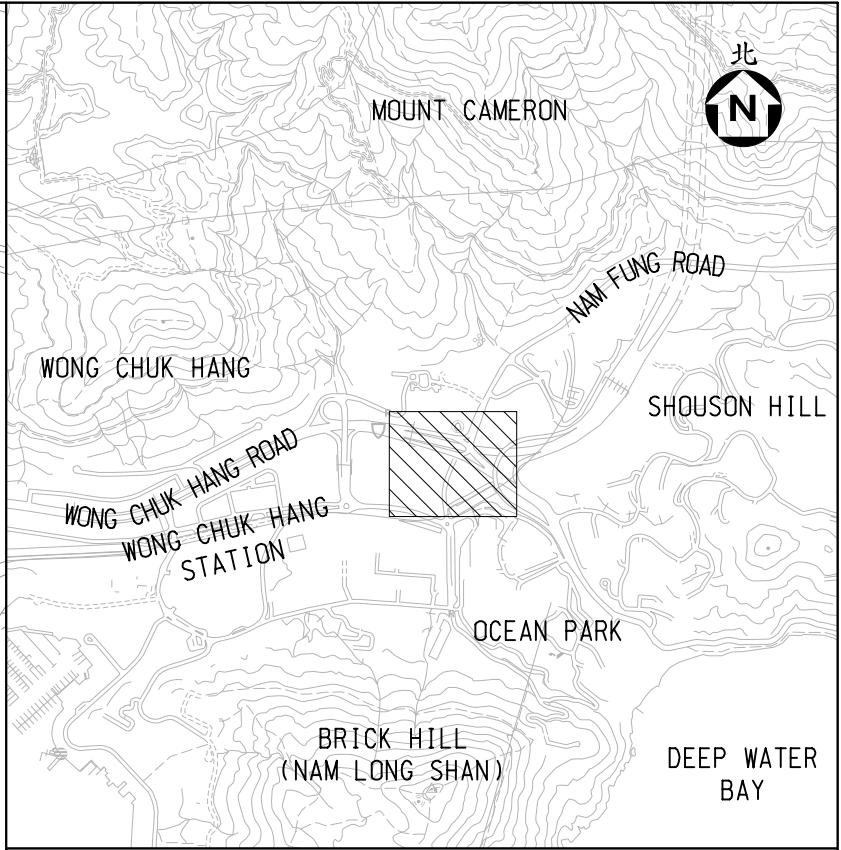 北
N
MOUNT CAMERON
NAM FUNG ROAD
WONG CHUK HANG
SHOUSON HILL
WONG CHUK HANG ROAD
WONG CHUK HANG
STATION
OCEAN PARK
BRICK HILL
(NAM LONG SHAN)
DEEP WATER
BAY